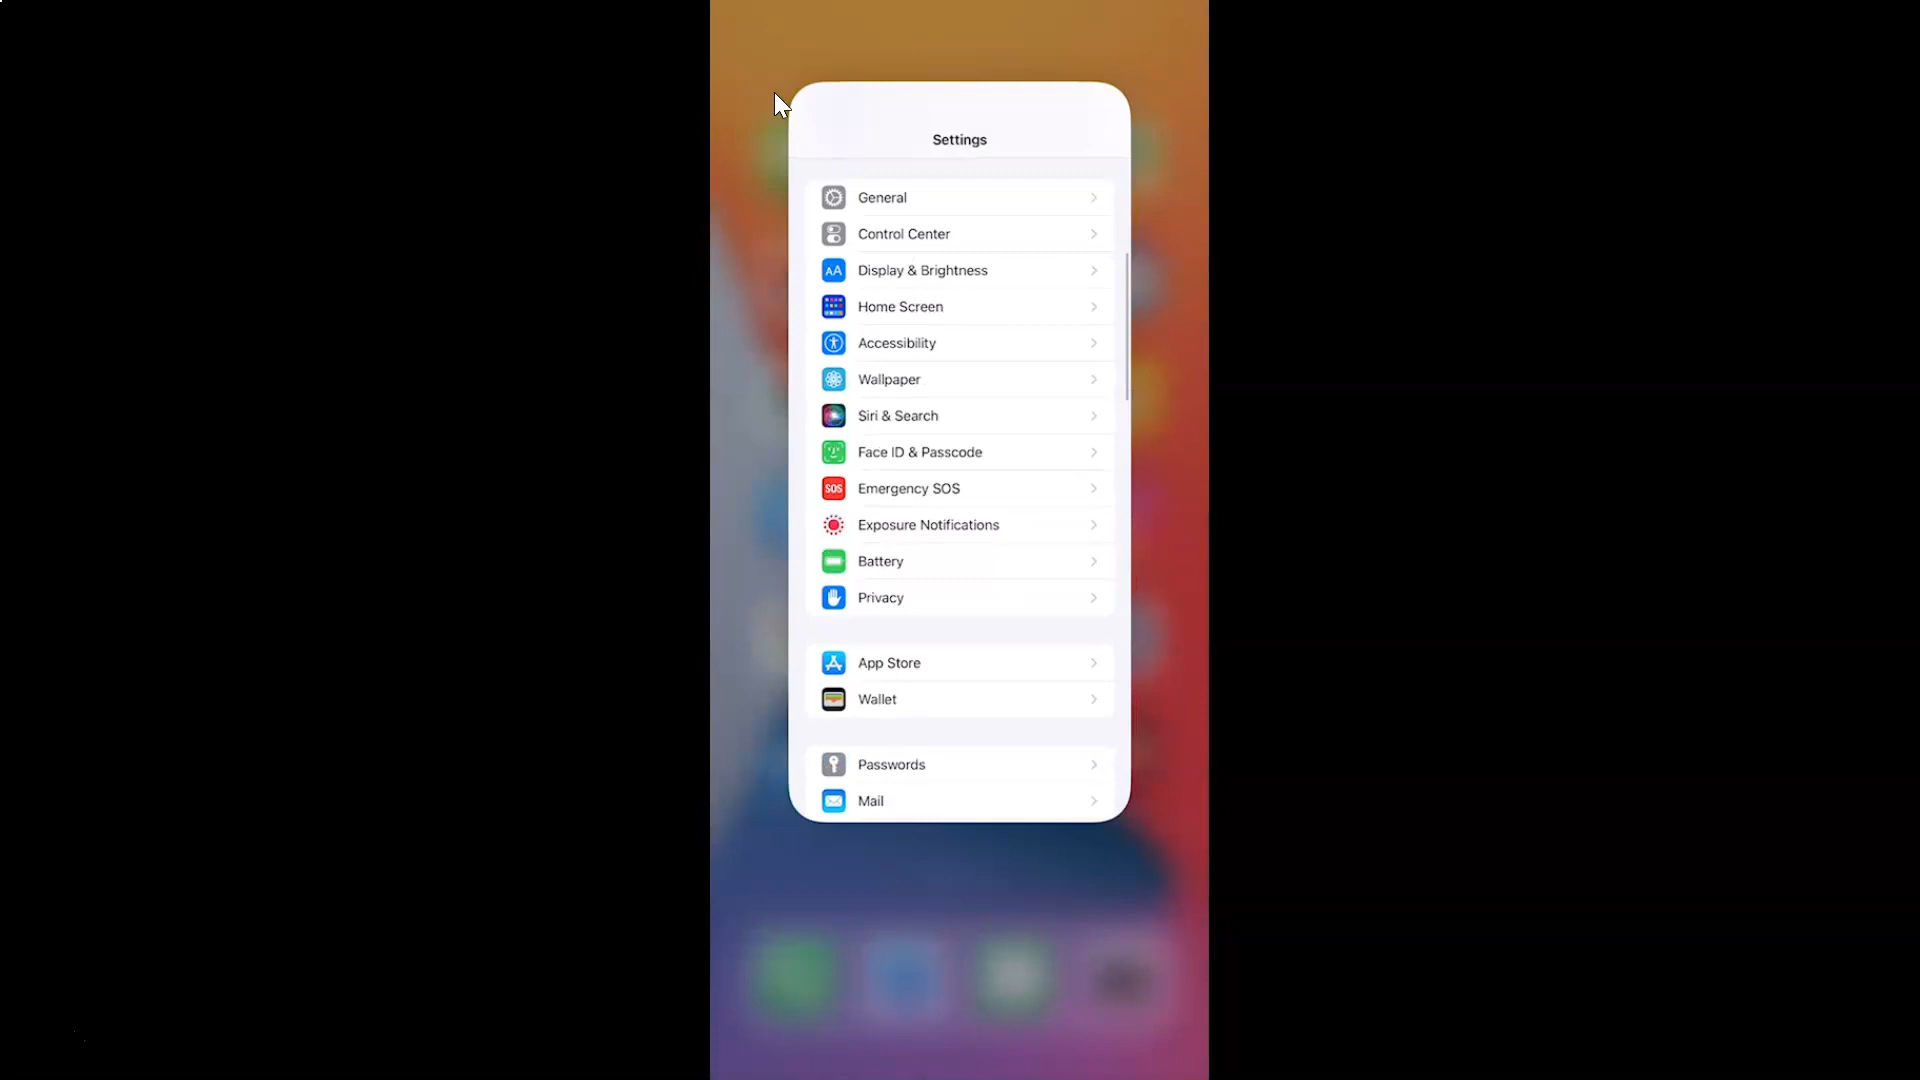 Settings
General
Control Center
AA Display & Brightness
Home Screen
Accessibility
Wallpaper
Siri & Search
Face ID & Passcode
SOS Emergency SOS
Exposure Notifications
Battery
Privacy
App Store
Wallet
Passwords
Mail